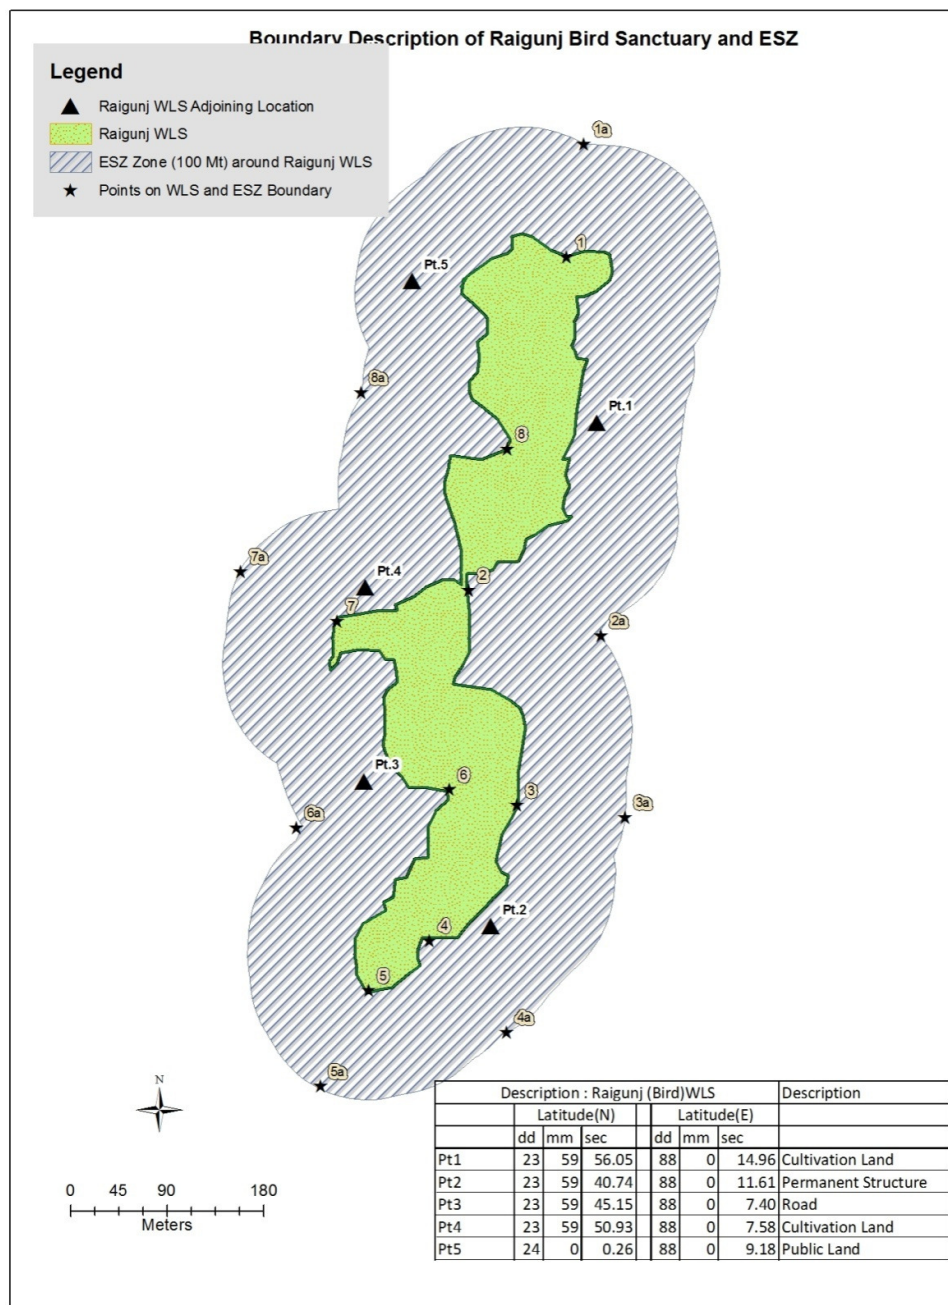 Boundary Description of Raigunj Bird Sanctuary and ESZ
Legend
Raigunj WLS Adjoining Location
Raigunj WLS
ESZ Zone (100 Mt) around Raigunj WLS
Points on WLS and ESZ Boundary
1a
1
Pt.5
8a
Pt.1
8
7a
Pt.4
2
7
2a
Pt.3
6
3
3a
6a
Pt.2
4
5
4a
5a
N
0 45 90 180
Meters
Description : Raigunj (Bird)WLS Description
Latitude(N) Latitude(E)
dd mm sec dd mm sec
Pt1 23 59 56.05 88 0 14.96 Cultivation Land
Pt2 23 59 40.74 88 0 11.61 Permanent Structure
Pt3 23 59 45.15 88 0 7.40 Road
Pt4 23 59 50.93 88 0 7.58 Cultivation Land
Pt5 24 0 0.26 88 0 9.18 Public Land